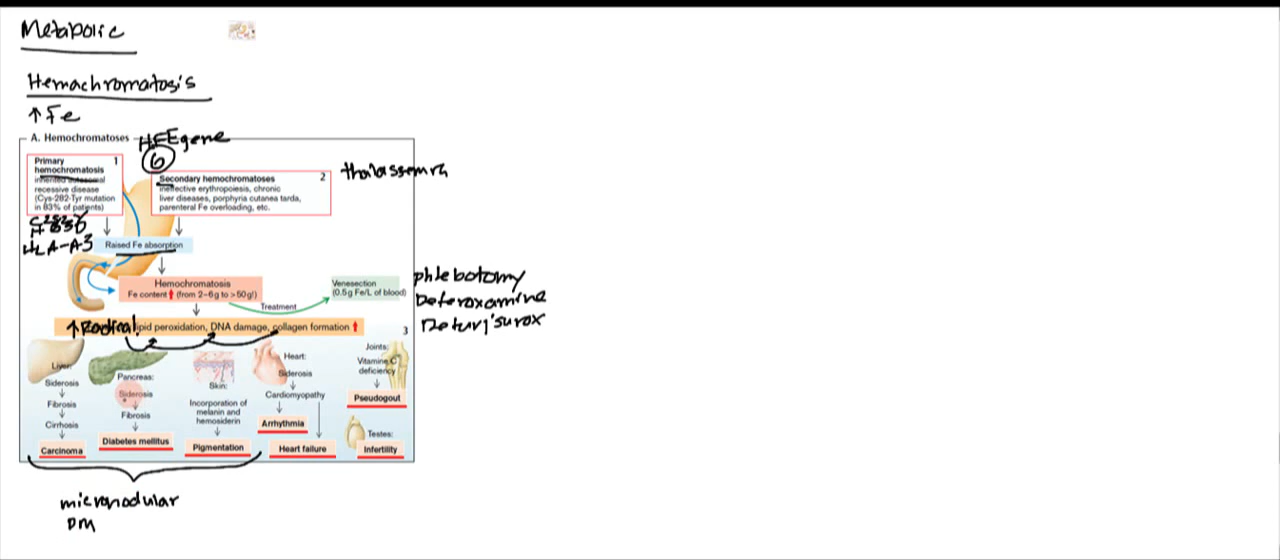 Metabolic
Hemachromatosis
↑ Fe
A. Hemochromatoses
HFE gene
6
Primary 1
hemochromatosis
inherited autosomal
recessive disease
(Cys-282-Tyr mutation
in 83% of patients)
Secondary hemochromatoses 2
ineffective erythropoiesis, chronic
liver diseases, porphyria cutanea tarda,
parenteral Fe overloading, etc.
HLA-A3
Raised Fe absorption
Hemochromatosis
Fe content ↑ (from 2–6g to >50g!)
Treatment
Venesection
(0.5g Fe/L of blood)
phlebotomy
Deferoxamine
↑ Radical lipid peroxidation, DNA damage, collagen formation ↑
3
Liver:
Siderosis
Fibrosis
Cirrhosis
Carcinoma
Pancreas:
Siderosis
Fibrosis
Diabetes mellitus
Skin:
Incorporation of
melanin and
hemosiderin
Pigmentation
Heart:
Siderosis
Cardiomyopathy
Arrhythmia
Heart failure
Joints:
Vitamine C
deficiency
Pseudogout
Testes:
Infertility
micronodular
DM